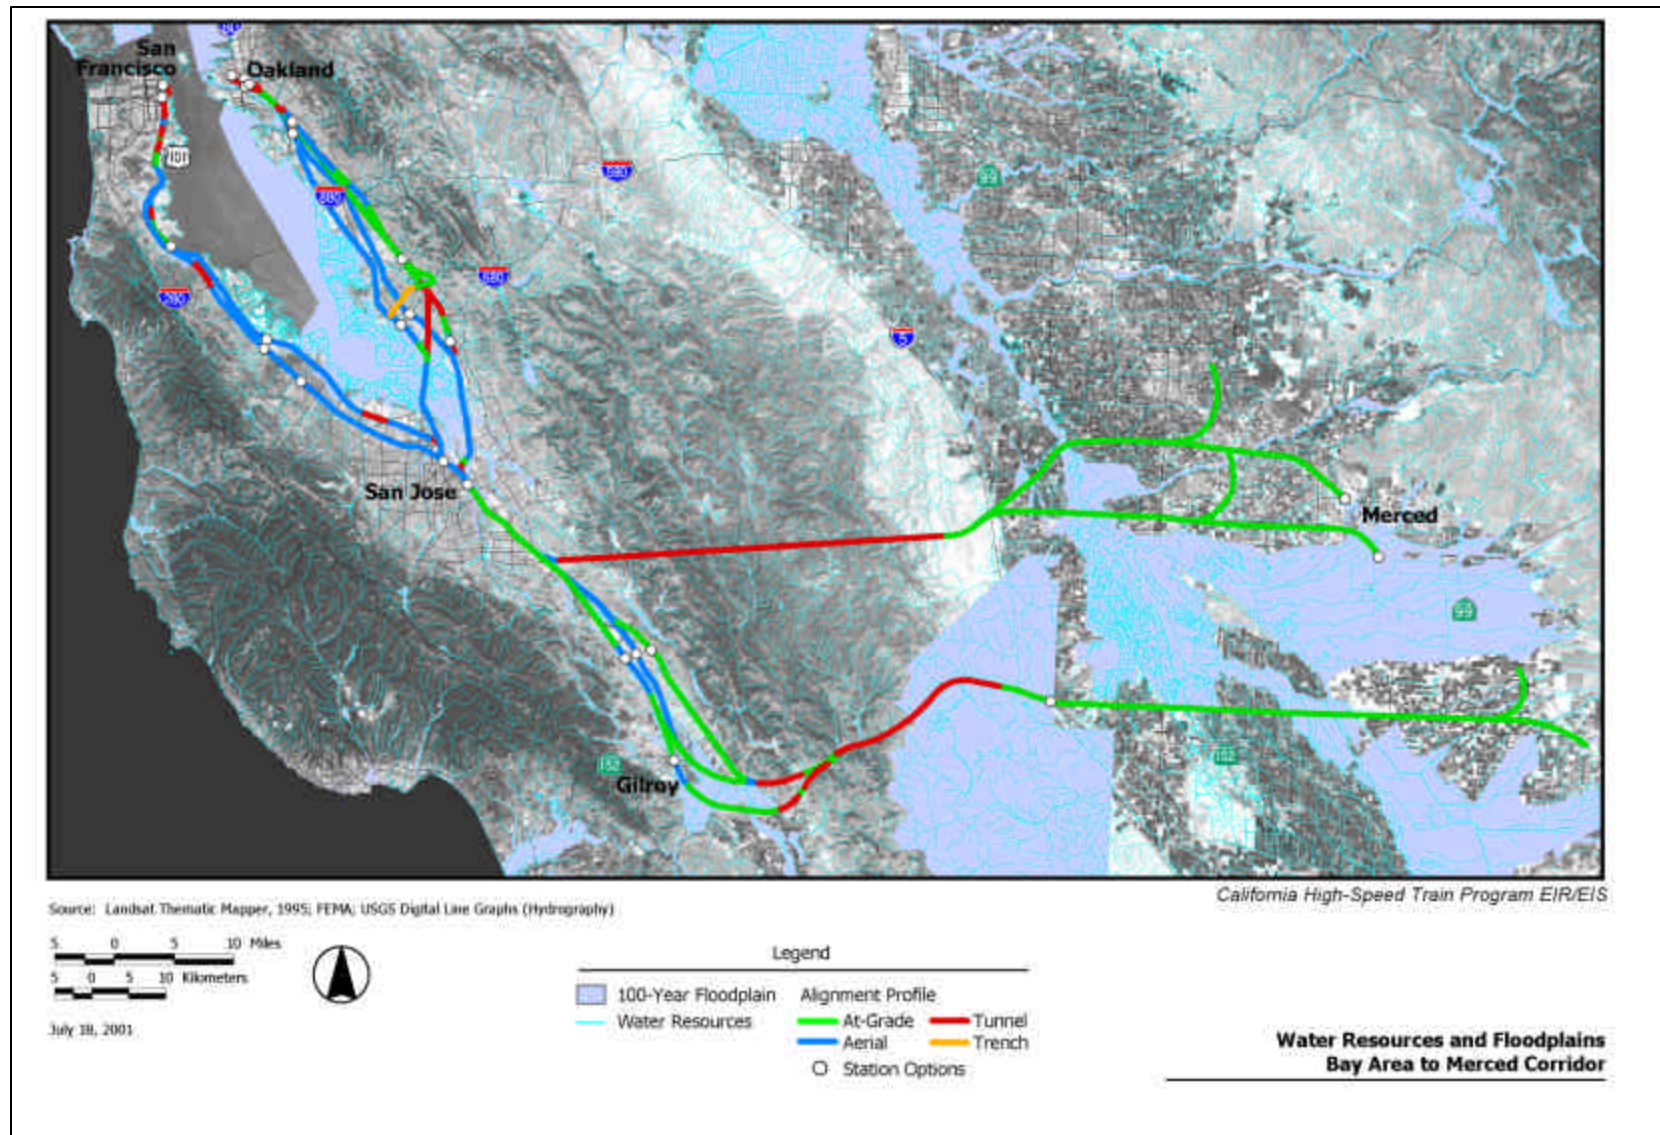 San
Francisco
Oakland
101
880
580
99
680
280
5
San Jose
Merced
99
152
152
Gilroy
California High-Speed Train Program EIR/EIS
Source: Landsat Thematic Mapper, 1995; FEMA; USGS Digital Line Graphs (Hydrography)
5 0 5 10 Miles
5 0 5 10 Kilometers
July 18, 2001
Legend
100-Year Floodplain
Water Resources
Alignment Profile
At-Grade
Tunnel
Aerial
Trench
Station Options
Water Resources and Floodplains
Bay Area to Merced Corridor